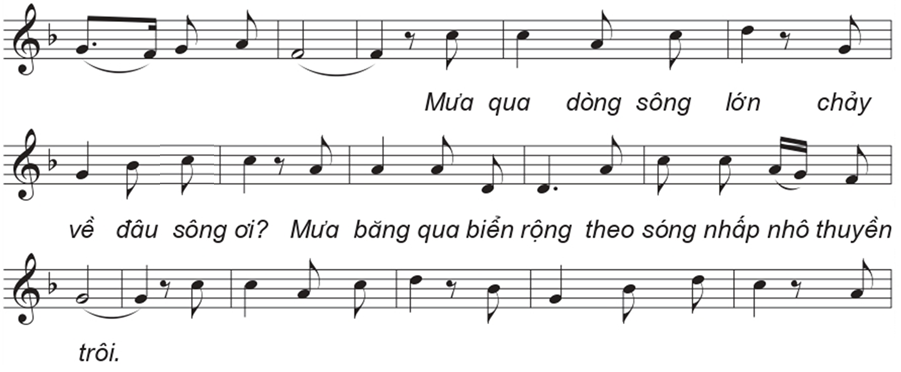 Mưa qua dòng sông lớn chảy
về đâu sông ơi? Mưa băng qua biển rộng theo sóng nhấp nhô thuyền
trôi.